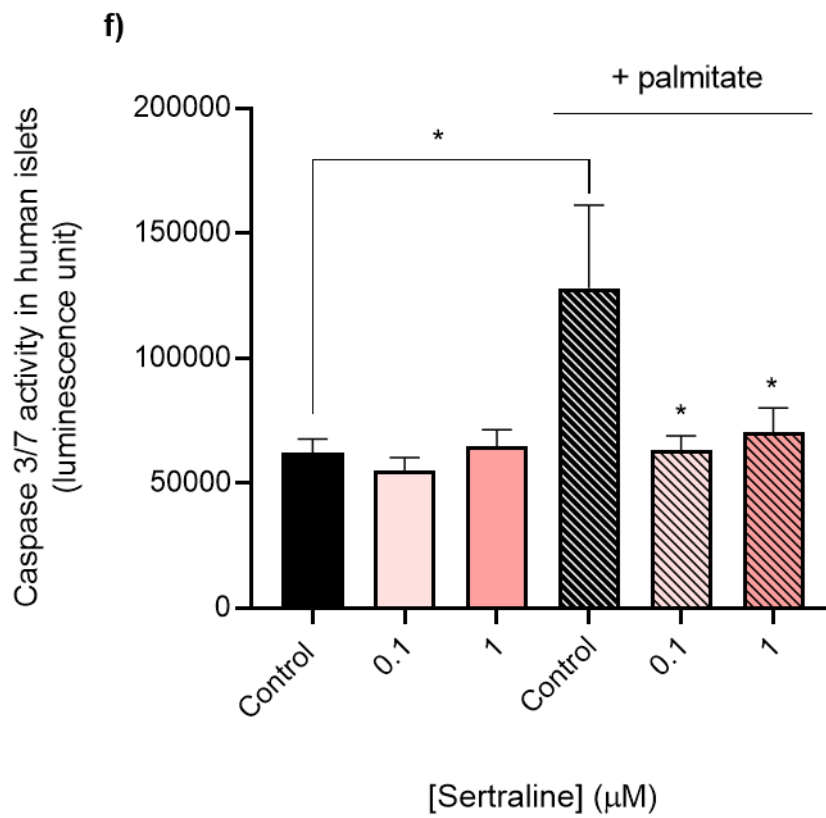 f)
+ palmitate
Caspase 3/7 activity in human islets
(luminescence unit)
200000
150000
100000
50000
0
*
*
*
Control
0.1
1
Control
0.1
1
[Sertraline] (μM)